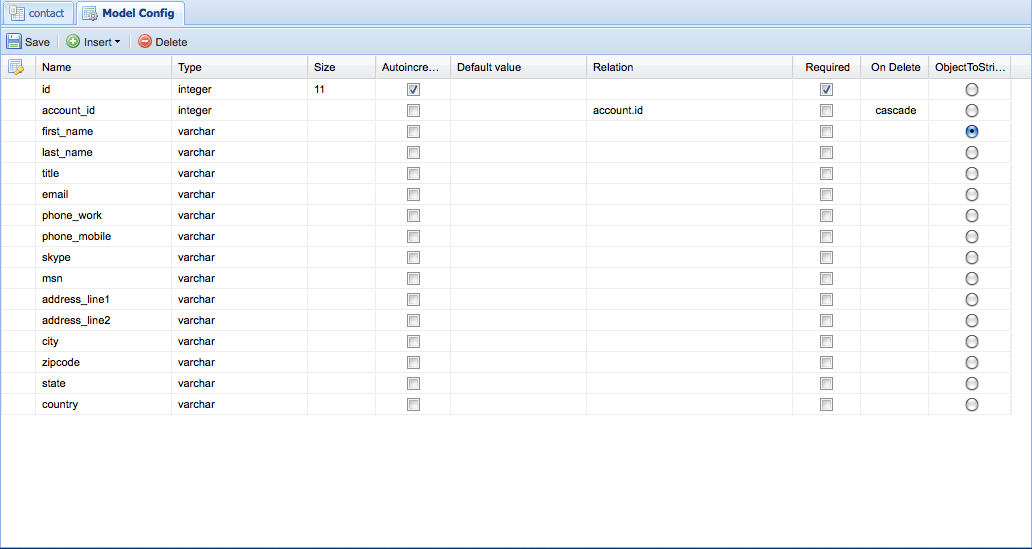 contact Model Config
Save Insert Delete
Name Type Size Autoincre... Default value Relation Required On Delete ObjectToStri...
id integer 11
account_id integer account.id cascade
first_name varchar
last_name varchar
title varchar
email varchar
phone_work varchar
phone_mobile varchar
skype varchar
msn varchar
address_line1 varchar
address_line2 varchar
city varchar
zipcode varchar
state varchar
country varchar